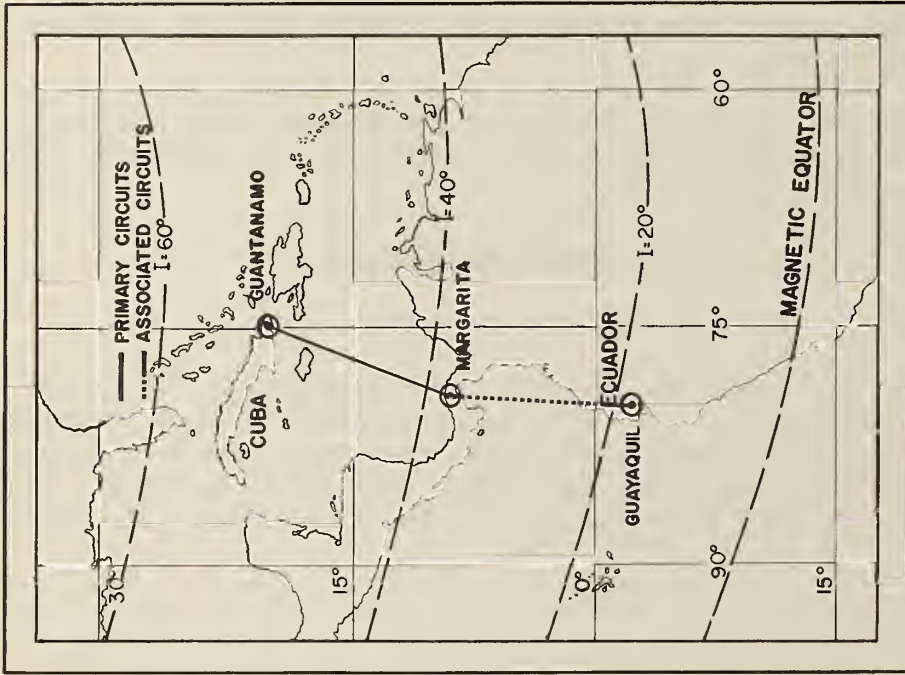 PRIMARY CIRCUITS
ASSOCIATED CIRCUITS
30°
I=60°
GUANTANAMO
CUBA
15°
I=40°
MARGARITA
0°
ECUADOR
I=20°
GUAYAQUIL
90°
75°
60°
15°
MAGNETIC EQUATOR